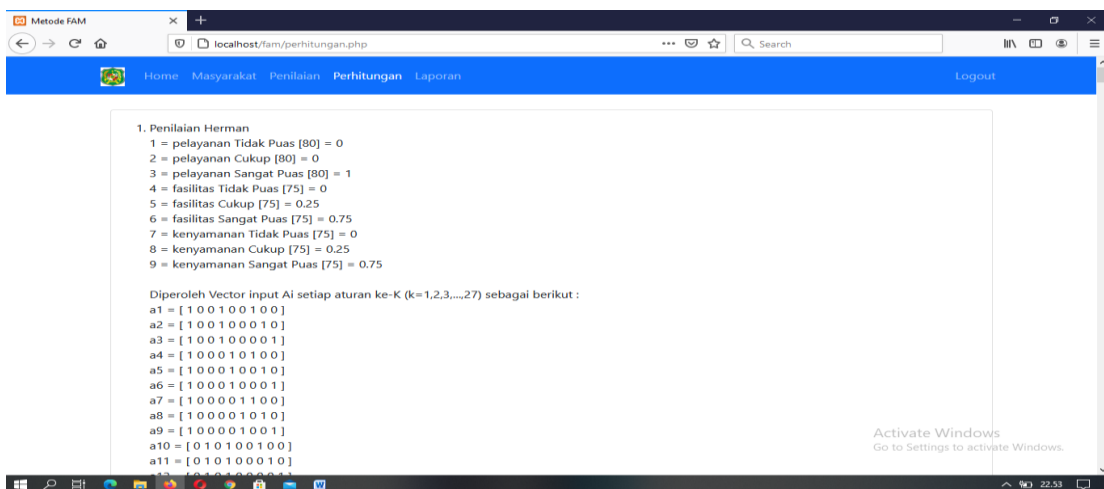 Metode FAM
localhost/fam/perhitungan.php
Search
Home Masyarakat Penilaian Perhitungan Laporan Logout
1. Penilaian Herman
1 = pelayanan Tidak Puas [80] = 0
2 = pelayanan Cukup [80] = 0
3 = pelayanan Sangat Puas [80] = 1
4 = fasilitas Tidak Puas [75] = 0
5 = fasilitas Cukup [75] = 0.25
6 = fasilitas Sangat Puas [75] = 0.75
7 = kenyamanan Tidak Puas [75] = 0
8 = kenyamanan Cukup [75] = 0.25
9 = kenyamanan Sangat Puas [75] = 0.75
Diperoleh Vector input Ai setiap aturan ke-K (k=1,2,3,...,27) sebagai berikut :
a1 = [ 1 0 0 1 0 0 1 0 0 ]
a2 = [ 1 0 0 1 0 0 0 1 0 ]
a3 = [ 1 0 0 1 0 0 0 0 1 ]
a4 = [ 1 0 0 0 1 0 1 0 0 ]
a5 = [ 1 0 0 0 1 0 0 1 0 ]
a6 = [ 1 0 0 0 1 0 0 0 1 ]
a7 = [ 1 0 0 0 0 1 1 0 0 ]
a8 = [ 1 0 0 0 0 1 0 1 0 ]
a9 = [ 1 0 0 0 0 1 0 0 1 ]
a10 = [ 0 1 0 1 0 0 1 0 0 ]
a11 = [ 0 1 0 1 0 0 0 1 0 ]
Activate Windows
Go to Settings to activate Windows.
22.53